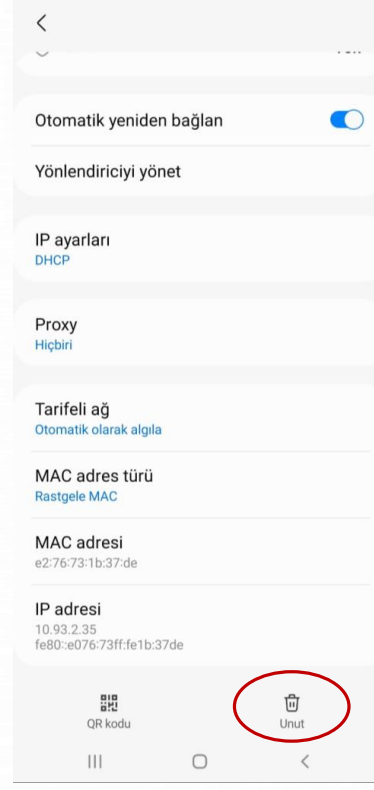 Otomatik yeniden bağlan
Yönlendiriciyi yönet
IP ayarları
DHCP
Proxy
Hiçbiri
Tarifeli ağ
Otomatik olarak algıla
MAC adres türü
Rastgele MAC
MAC adresi
e2:76:73:1b:37:de
IP adresi
10.93.2.35
fe80::e076:73ff:fe1b:37de
QR kodu
Unut